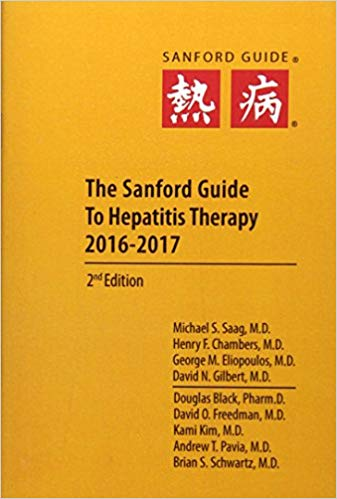 SANFORD GUIDE®
熱病®
The Sanford Guide
To Hepatitis Therapy
2016-2017
2nd Edition
Michael S. Saag, M.D.
Henry F. Chambers, M.D.
George M. Eliopoulos, M.D.
David N. Gilbert, M.D.
Douglas Black, Pharm.D.
David O. Freedman, M.D.
Kami Kim, M.D.
Andrew T. Pavia, M.D.
Brian S. Schwartz, M.D.